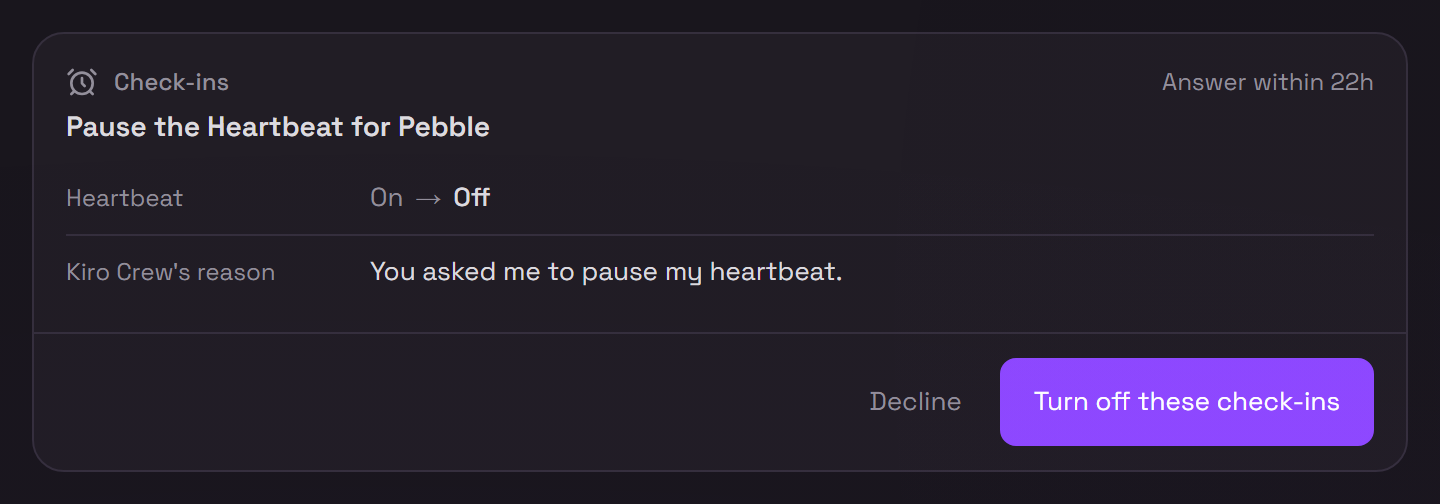 Check-ins
Answer within 22h
Pause the Heartbeat for Pebble
Heartbeat On → Off
Kiro Crew's reason You asked me to pause my heartbeat.
Decline Turn off these check-ins